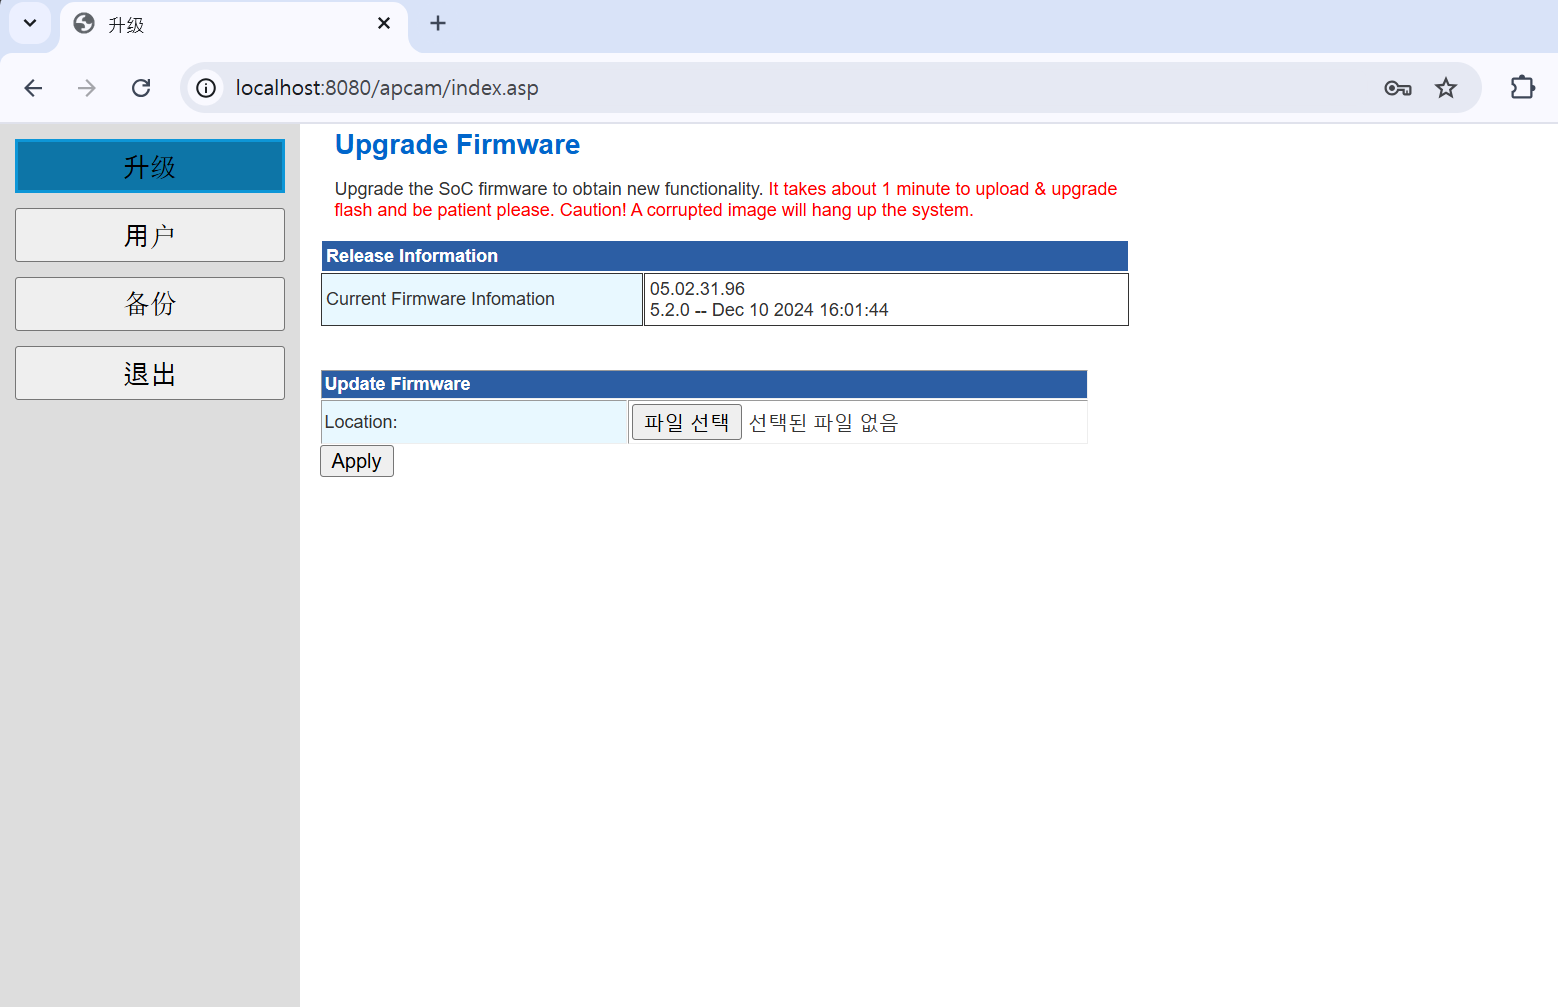 升级
localhost:8080/apcam/index.asp
升级
用户
备份
退出
Upgrade Firmware
Upgrade the SoC firmware to obtain new functionality. It takes about 1 minute to upload & upgrade
flash and be patient please. Caution! A corrupted image will hang up the system.
Release Information
Current Firmware Infomation
05.02.31.96
5.2.0 -- Dec 10 2024 16:01:44
Update Firmware
Location:
파일 선택 선택된 파일 없음
Apply